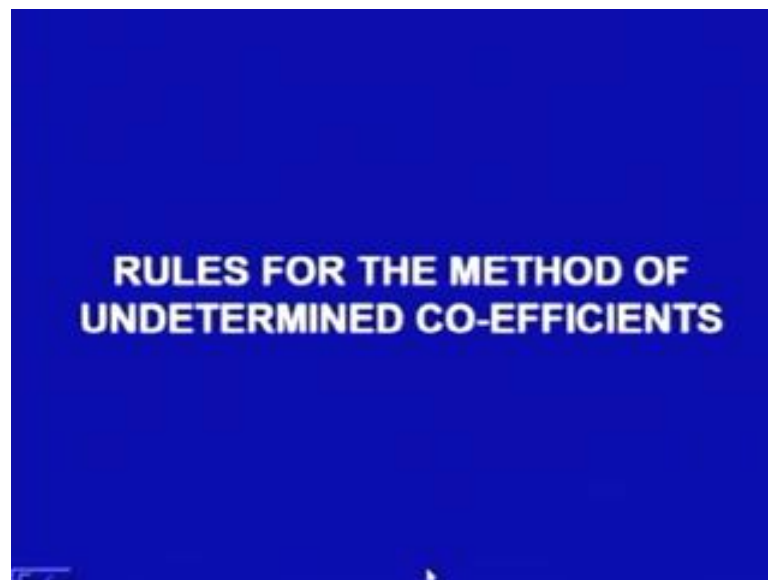 RULES FOR THE METHOD OF
UNDETERMINED CO-EFFICIENTS